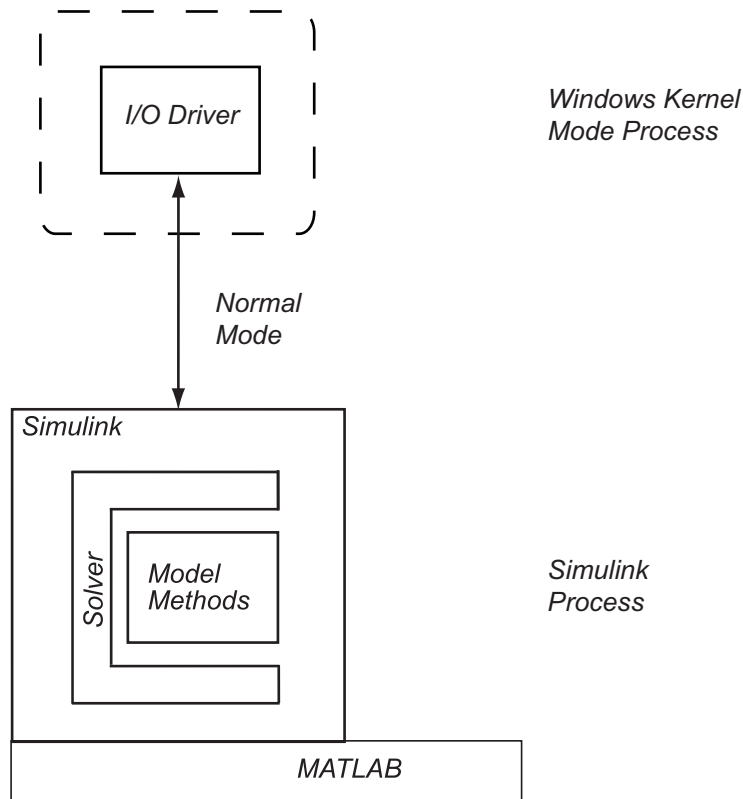 I/O Driver
Windows Kernel
Mode Process
Normal
Mode
Simulink
Solver
Model
Methods
Simulink
Process
MATLAB